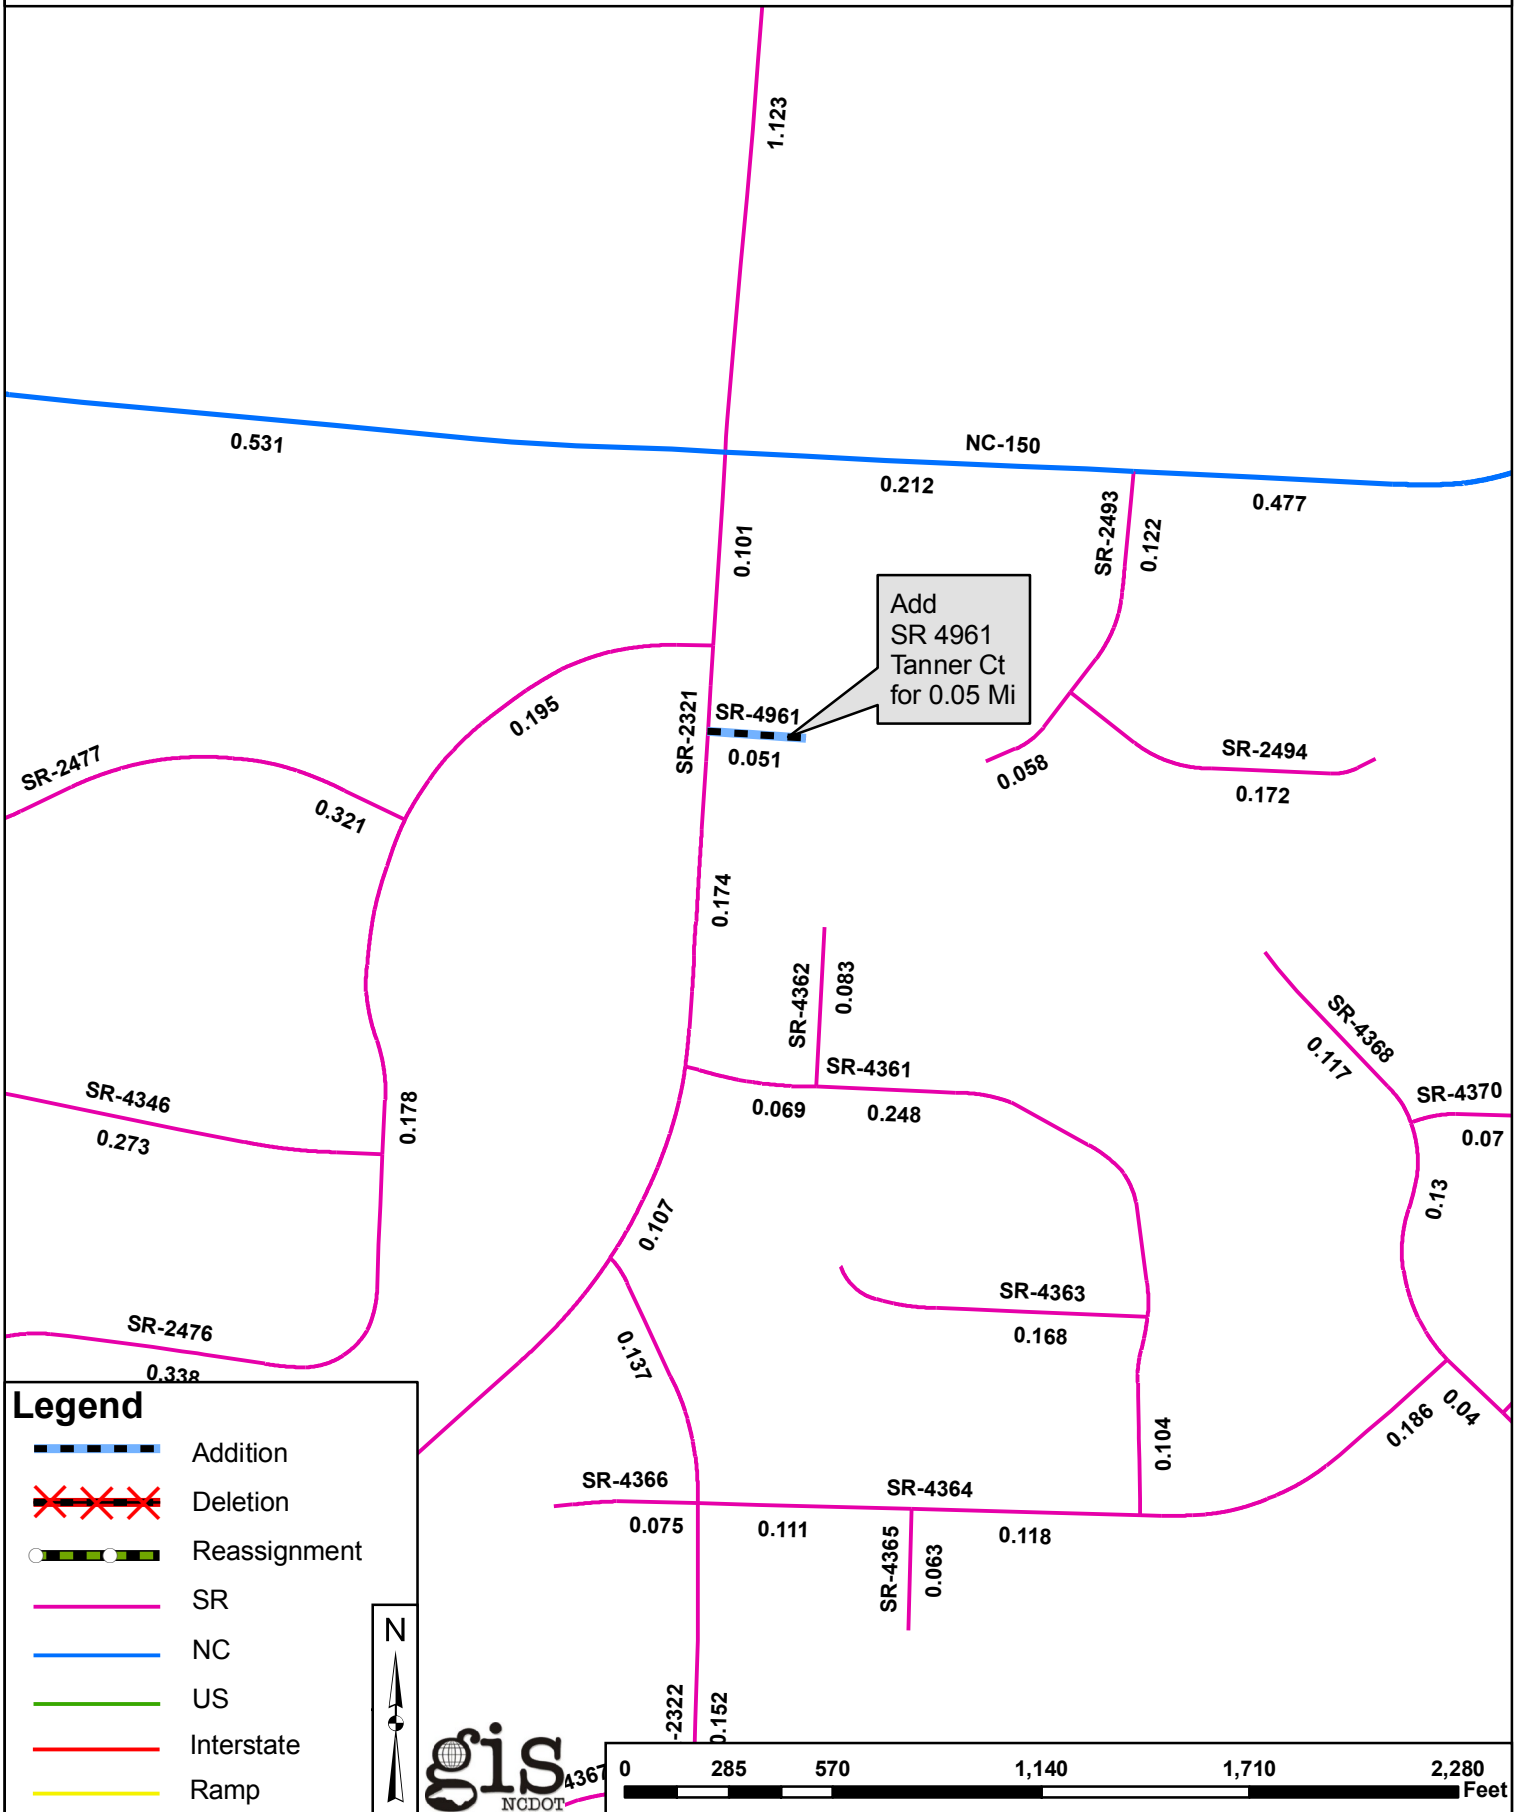 1.123
0.531
NC-150
0.212
0.477
SR-2493
0.122
0.101
Add
SR 4961
Tanner Ct
for 0.05 Mi
0.195
SR-2321
SR-4961
0.051
SR-2477
0.321
0.058
SR-2494
0.172
0.174
SR-4362
0.083
SR-4361
0.069
0.248
SR-4368
0.117
SR-4370
0.07
0.13
SR-4346
0.273
0.178
0.107
SR-4363
0.168
SR-2476
0.338
0.137
0.186
0.04
0.104
SR-4366
0.075
SR-4364
0.111
0.118
SR-4365
0.063
-2322
0.152
4367
Legend
Addition
Deletion
Reassignment
SR
NC
US
Interstate
Ramp
N
gis
NCDOT
0 285 570 1,140 1,710 2,280
Feet